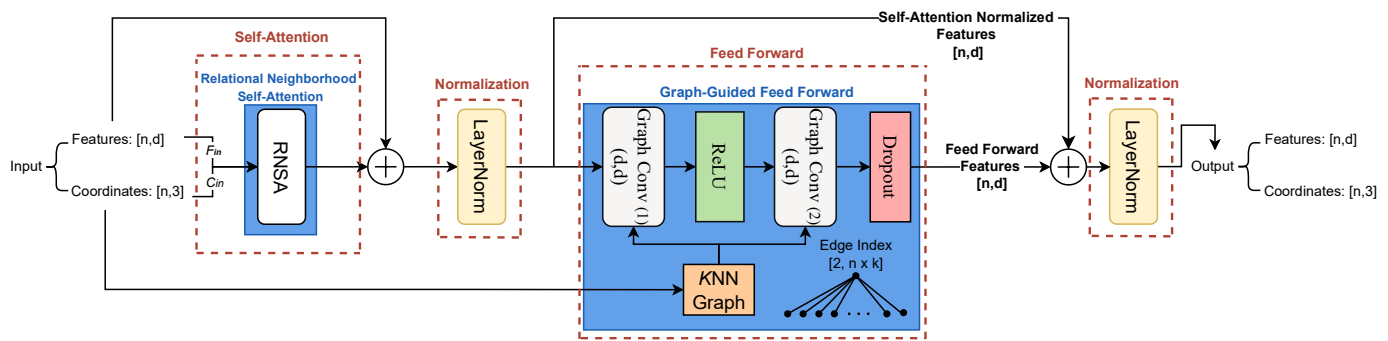 Input
Features: [n,d]
Coordinates: [n,3]
Fin
Cin
Self-Attention
Relational Neighborhood
Self-Attention
RNSA
Normalization
LayerNorm
Feed Forward
Graph-Guided Feed Forward
Graph Conv (1)
(d,d)
ReLU
Graph Conv (2)
(d,d)
Dropout
KNN
Graph
Edge Index
[2, n x k]
. . .
Self-Attention Normalized
Features
[n,d]
Feed Forward
Features
[n,d]
Normalization
LayerNorm
Output
Features: [n,d]
Coordinates: [n,3]